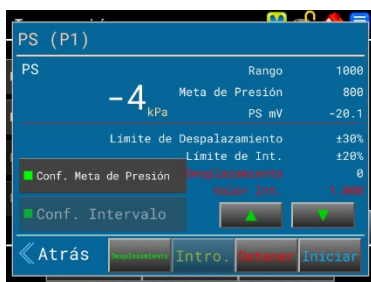 PS (P1)
PS
Rango 1000
-4 kPa
Meta de Presión 800
PS mV -20.1
Límite de Despalazamiento ±30%
Límite de Int. ±20%
Conf. Meta de Presión
Desplazamiento 0
Valor Int. 1.000
Conf. Intervalo
Atrás
Desplazamiento
Intro.
Detener
Iniciar